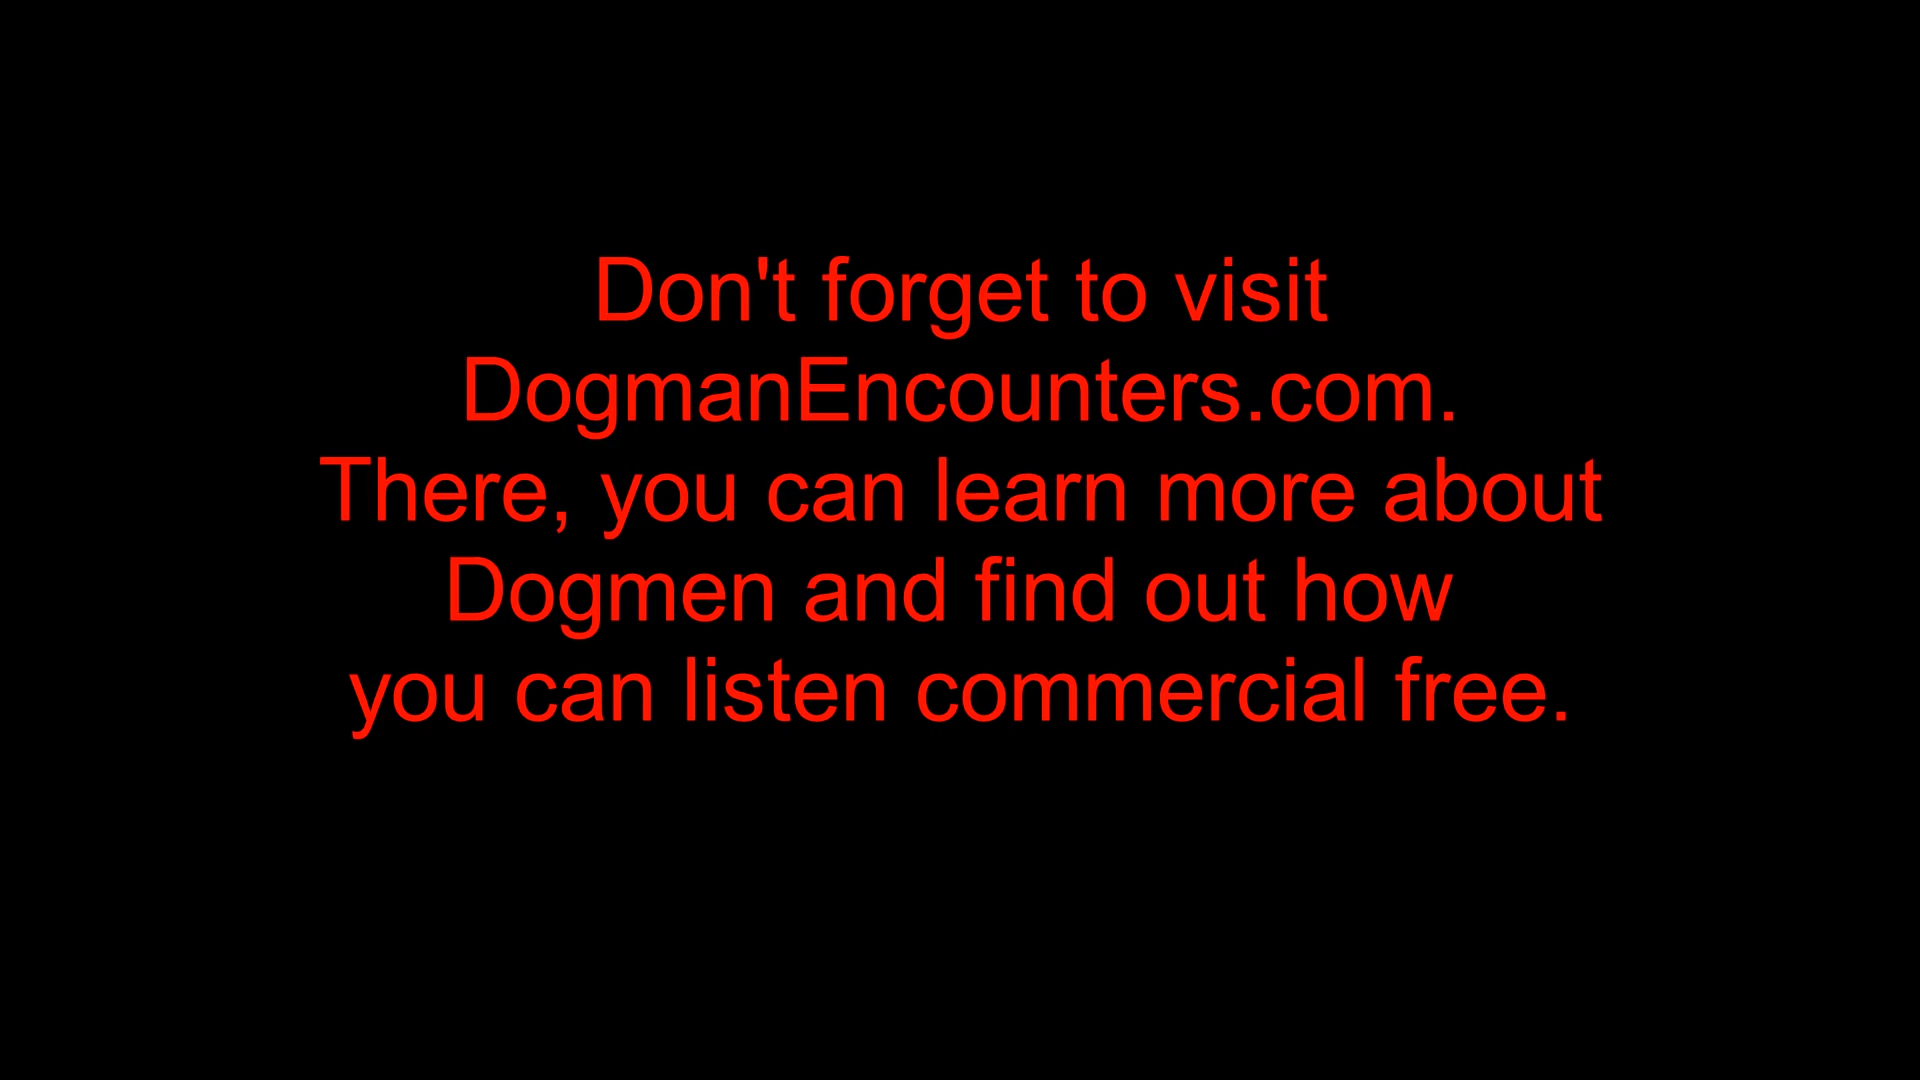 Don't forget to visit
DogmanEncounters.com.
There, you can learn more about
Dogmen and find out how
you can listen commercial free.